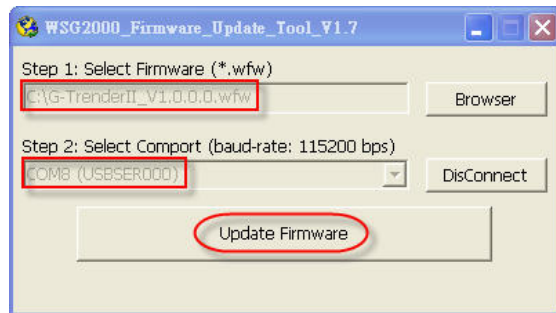 WSG2000_Firmware_Update_Tool_V1.7
Step 1: Select Firmware (*.wfw)
C:\G-TrenderII_V1.0.0.0.wfw
Browser
Step 2: Select Comport (baud-rate: 115200 bps)
COM8 (USBSER000)
DisConnect
Update Firmware